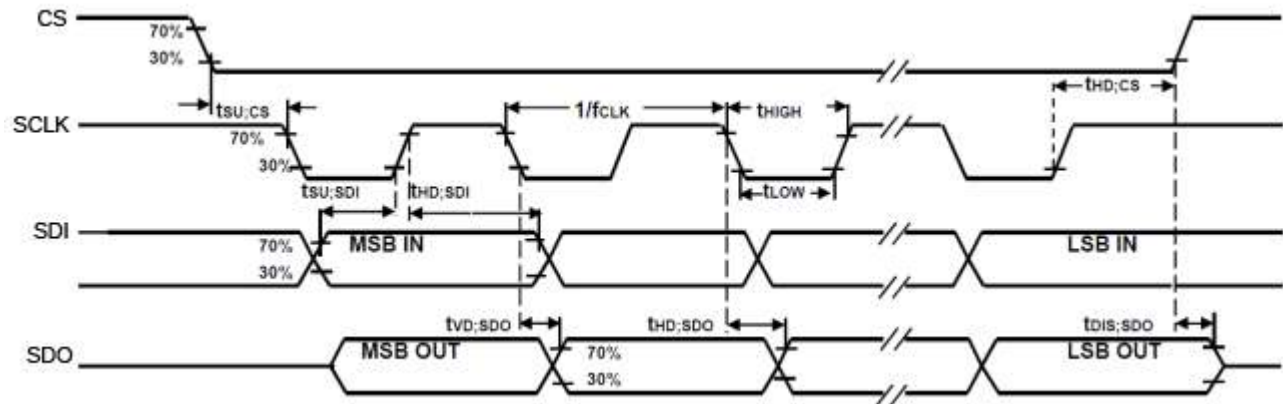 CS
70%
30%
tHD;CS
tSU;CS
1/fCLK
tHIGH
SCLK
70%
30%
tSU;SDI
tHD;SDI
tLOW
SDI
70%
MSB IN
LSB IN
30%
tVD;SDO
tHD;SDO
tDIS;SDO
SDO
MSB OUT
70%
LSB OUT
30%